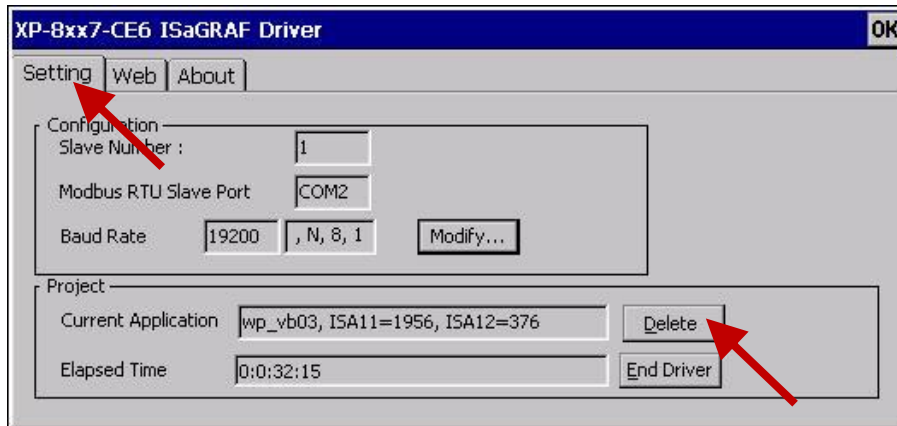 XP-8xx7-CE6 ISaGRAF Driver OK
Setting Web About
Configuration
Slave Number : 1
Modbus RTU Slave Port COM2
Baud Rate 19200 , N, 8, 1 Modify...
Project
Current Application wp_vb03, ISA11=1956, ISA12=376 Delete
Elapsed Time 0:0:32:15 End Driver